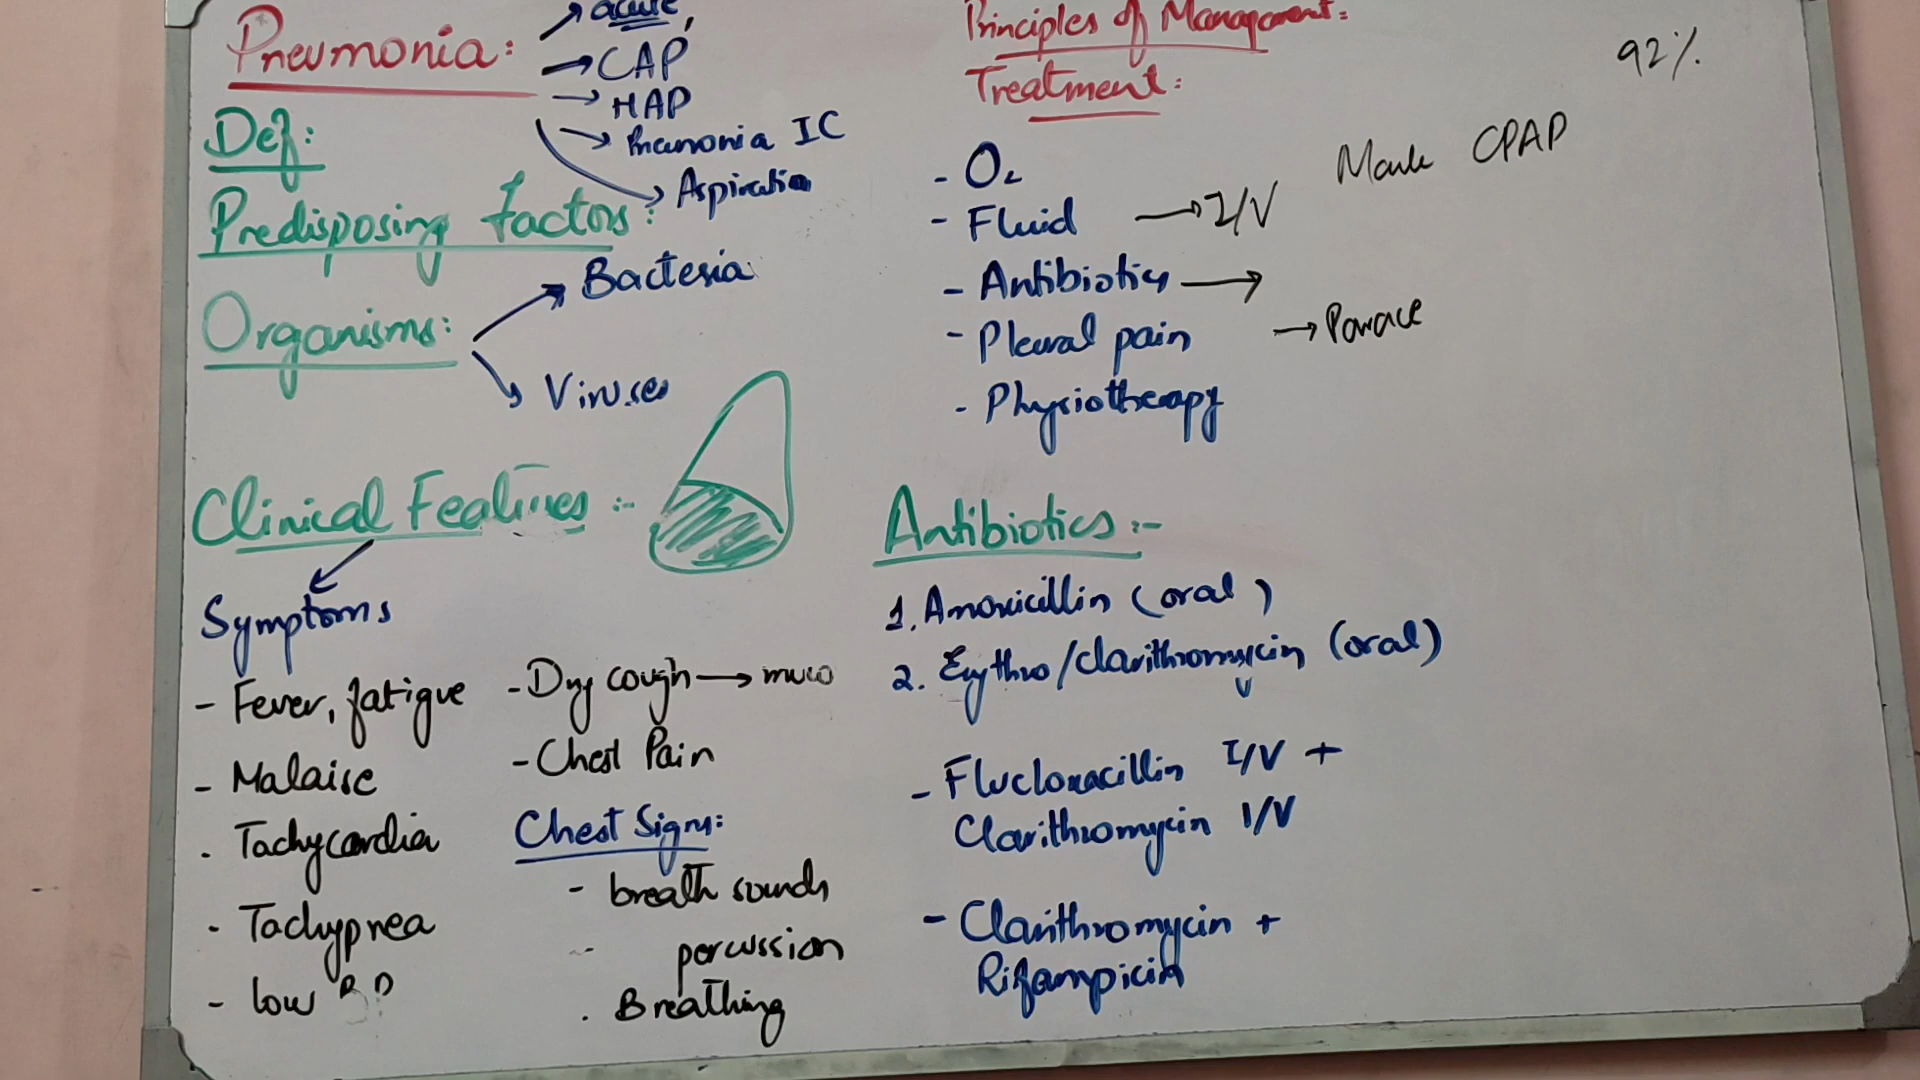 Pneumonia:
→ acute,
→ CAP
→ HAP
→ Pneumonia IC
→ Aspiration
Def:
Predisposing factors:
Organisms:
Bacteria
Viruses
Clinical Features :-
Symptoms
- Fever, fatigue
- Malaise
- Tachycardia
- Tachypnea
- low BP
- Dry cough → muco
- Chest Pain
Chest Signs:
- breath sounds
- percussion
- Breathing
Principles of Management:
Treatment:
- O2
- Fluid → I/V
- Antibiotics →
- Pleural pain → Parace
- Physiotherapy
92%
Mask CPAP
Antibiotics :-
1. Amoxicillin (oral)
2. Erythro/clarithromycin (oral)
- Flucloxacillin I/V +
Clarithromycin I/V
- Clarithromycin +
Rifampicin